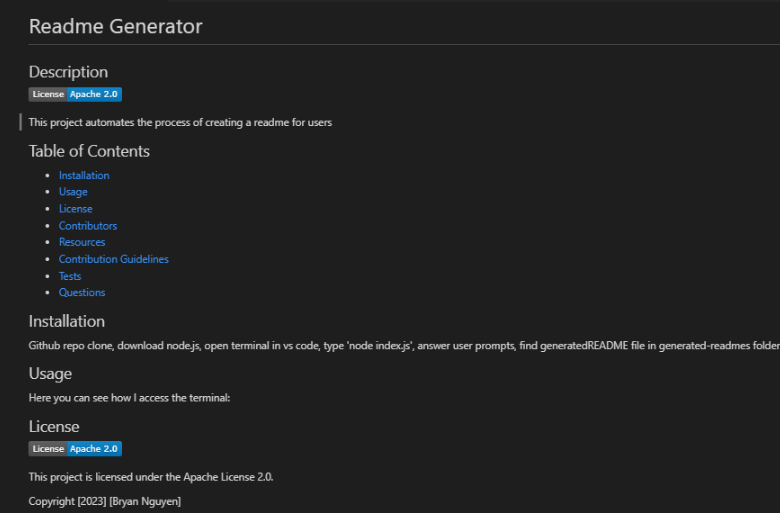 Readme Generator
Description
License Apache 2.0
This project automates the process of creating a readme for users
Table of Contents
Installation
Usage
License
Contributors
Resources
Contribution Guidelines
Tests
Questions
Installation
Github repo clone, download node.js, open terminal in vs code, type 'node index.js', answer user prompts, find generatedREADME file in generated-readmes folder
Usage
Here you can see how I access the terminal:
License
License Apache 2.0
This project is licensed under the Apache License 2.0.
Copyright [2023] [Bryan Nguyen]